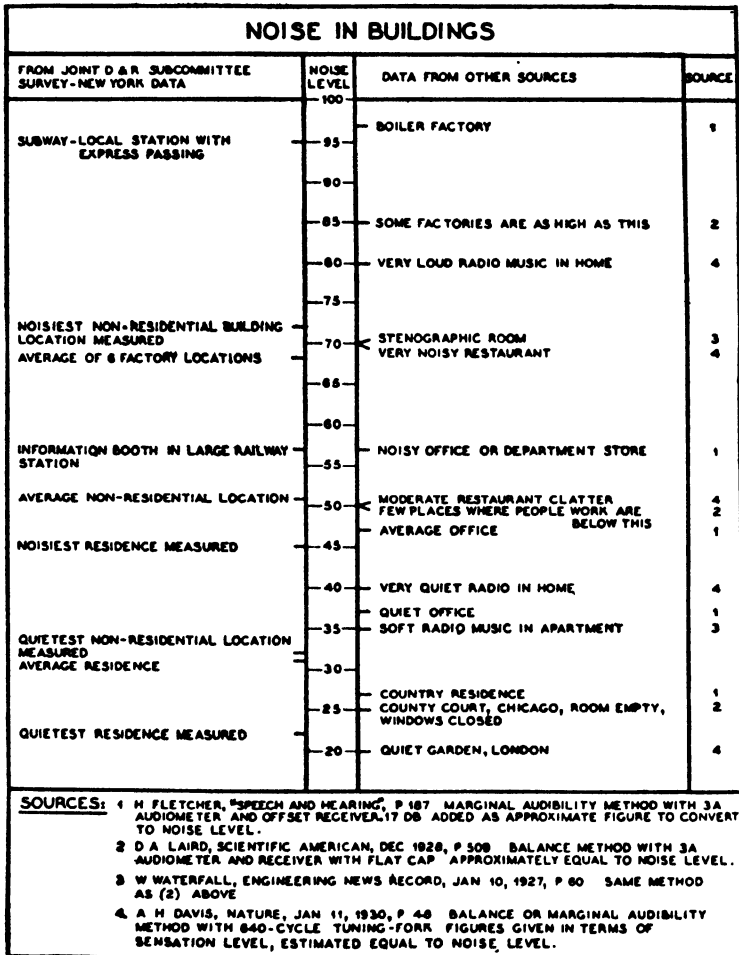 NOISE IN BUILDINGS
FROM JOINT D & R SUBCOMMITTEE
SURVEY-NEW YORK DATA
NOISE
LEVEL
DATA FROM OTHER SOURCES
SOURCE
100
BOILER FACTORY 1
SUBWAY-LOCAL STATION WITH
EXPRESS PASSING
95
90
85 SOME FACTORIES ARE AS HIGH AS THIS 2
80 VERY LOUD RADIO MUSIC IN HOME 4
75
NOISIEST NON-RESIDENTIAL BUILDING
LOCATION MEASURED
70 STENOGRAPHIC ROOM 3
VERY NOISY RESTAURANT 4
AVERAGE OF 6 FACTORY LOCATIONS
65
60
INFORMATION BOOTH IN LARGE RAILWAY
STATION
NOISY OFFICE OR DEPARTMENT STORE 1
55
AVERAGE NON-RESIDENTIAL LOCATION
50 MODERATE RESTAURANT CLATTER 4
FEW PLACES WHERE PEOPLE WORK ARE 2
BELOW THIS
AVERAGE OFFICE 1
NOISIEST RESIDENCE MEASURED 45
40 VERY QUIET RADIO IN HOME 4
QUIET OFFICE 1
35 SOFT RADIO MUSIC IN APARTMENT 3
QUIETEST NON-RESIDENTIAL LOCATION
MEASURED
AVERAGE RESIDENCE
30
COUNTRY RESIDENCE 1
25 COUNTY COURT, CHICAGO, ROOM EMPTY, 2
WINDOWS CLOSED
QUIETEST RESIDENCE MEASURED
20 QUIET GARDEN, LONDON 4
SOURCES: 1 H FLETCHER, "SPEECH AND HEARING", P 187 MARGINAL AUDIBILITY METHOD WITH 3A
AUDIOMETER AND OFFSET RECEIVER.17 DB ADDED AS APPROXIMATE FIGURE TO CONVERT
TO NOISE LEVEL.
2 D A LAIRD, SCIENTIFIC AMERICAN, DEC 1928, P 509 BALANCE METHOD WITH 3A
AUDIOMETER AND RECEIVER WITH FLAT CAP APPROXIMATELY EQUAL TO NOISE LEVEL.
3 W WATERFALL, ENGINEERING NEWS RECORD, JAN 10, 1927, P 60 SAME METHOD
AS (2) ABOVE
4 A H DAVIS, NATURE, JAN 11, 1930, P 48 BALANCE OR MARGINAL AUDIBILITY
METHOD WITH 640-CYCLE TUNING-FORK FIGURES GIVEN IN TERMS OF
SENSATION LEVEL, ESTIMATED EQUAL TO NOISE LEVEL.